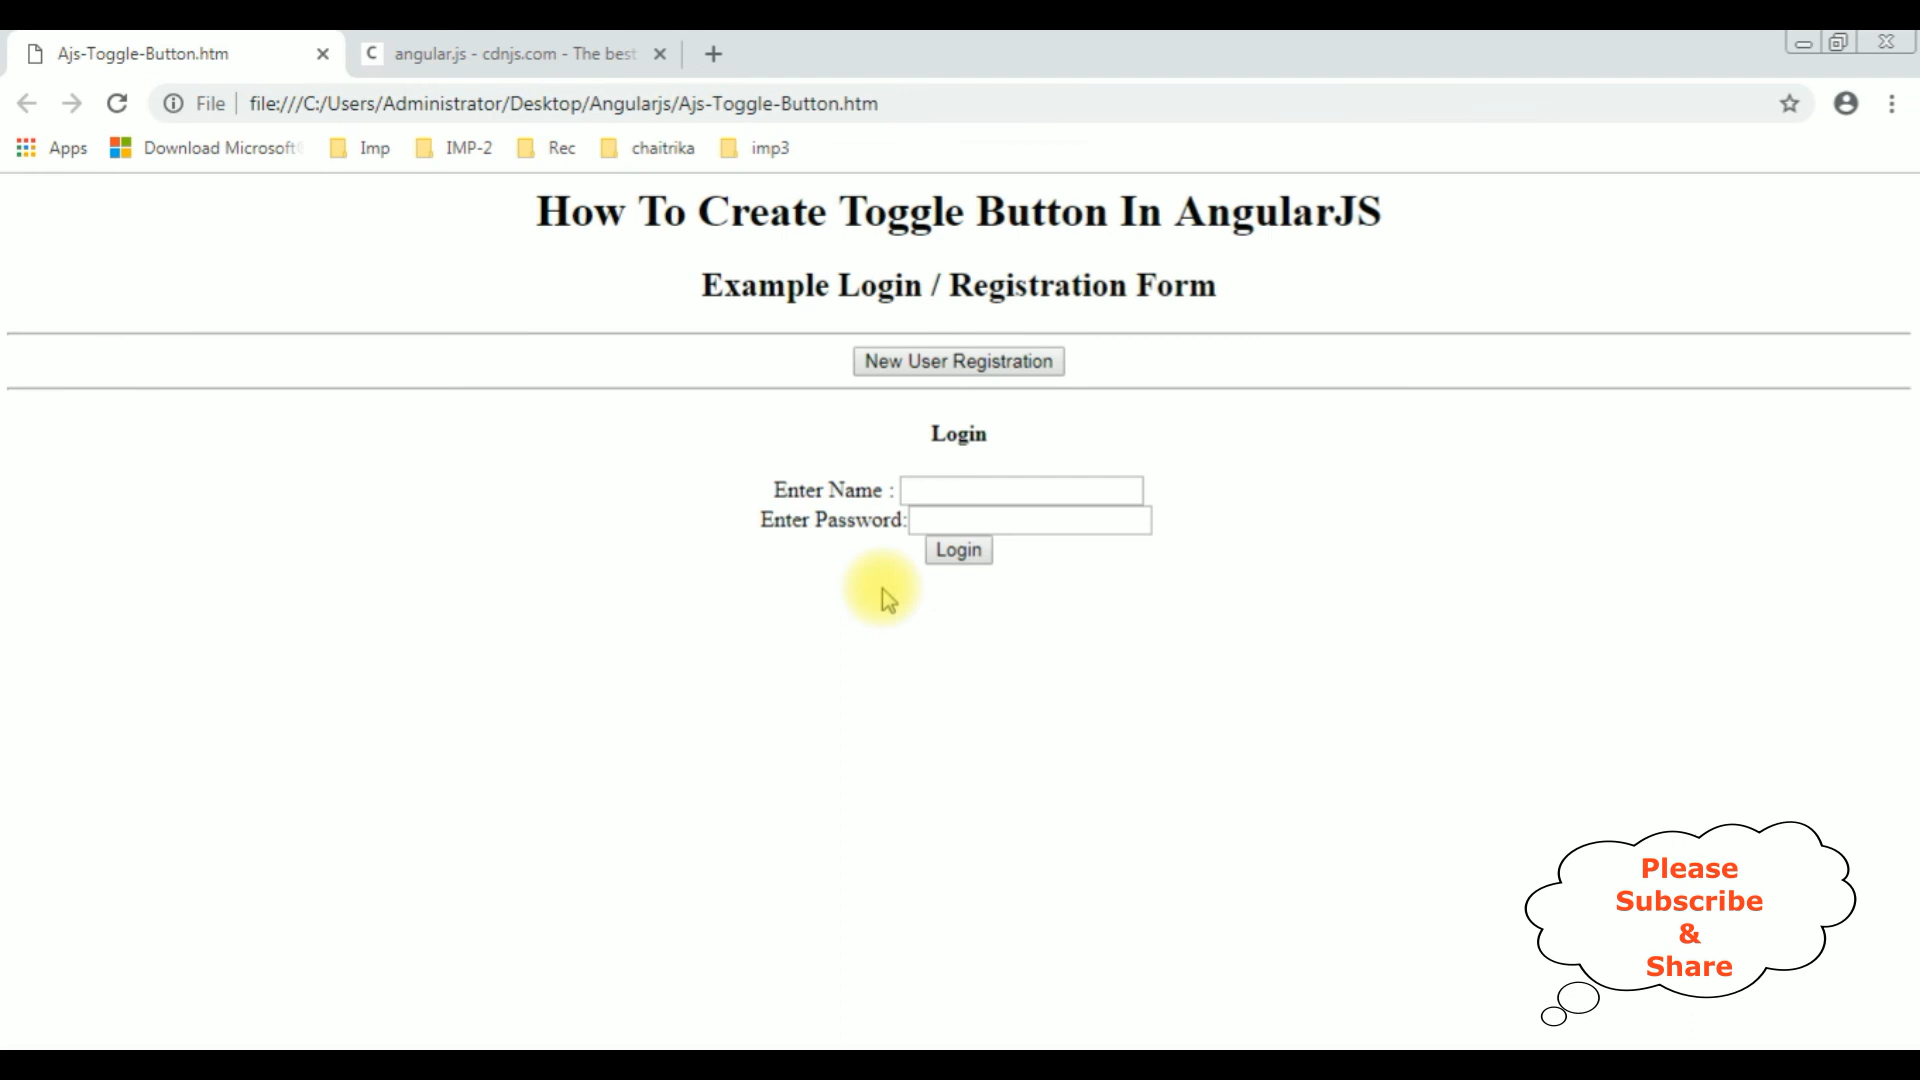 Ajs-Toggle-Button.htm
C angular.js - cdnjs.com - The best
File file:///C:/Users/Administrator/Desktop/Angularjs/Ajs-Toggle-Button.htm
Apps Download Microsoft Imp IMP-2 Rec chaitrika imp3
How To Create Toggle Button In AngularJS
Example Login / Registration Form
New User Registration
Login
Enter Name :
Enter Password:
Login
Please
Subscribe
&
Share